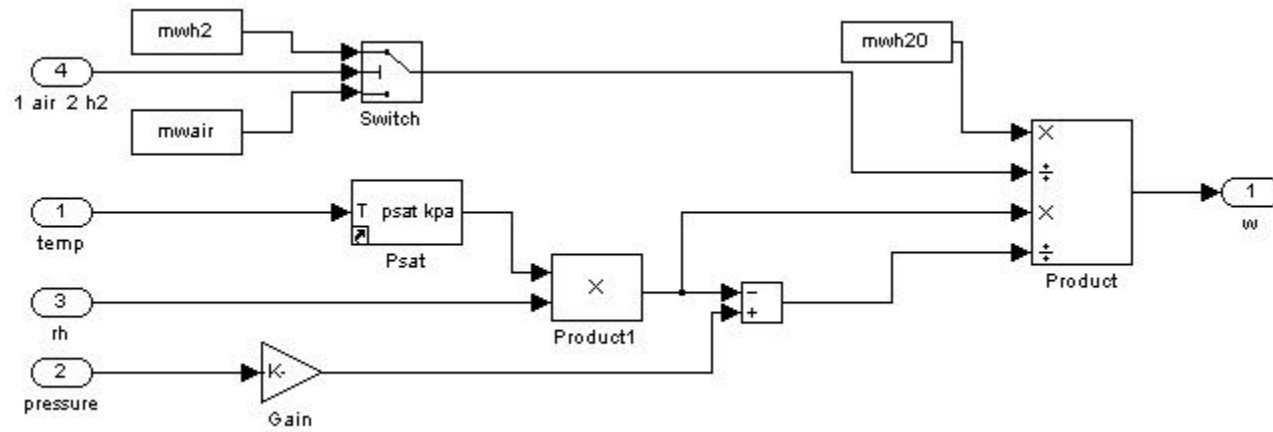 mwh2
4
1 air 2 h2
mwair
Switch
mwh20
×
÷
×
÷
Product
1
w
1
temp
T psat kpa
Psat
3
rh
×
Product1
-
+
2
pressure
K-
Gain